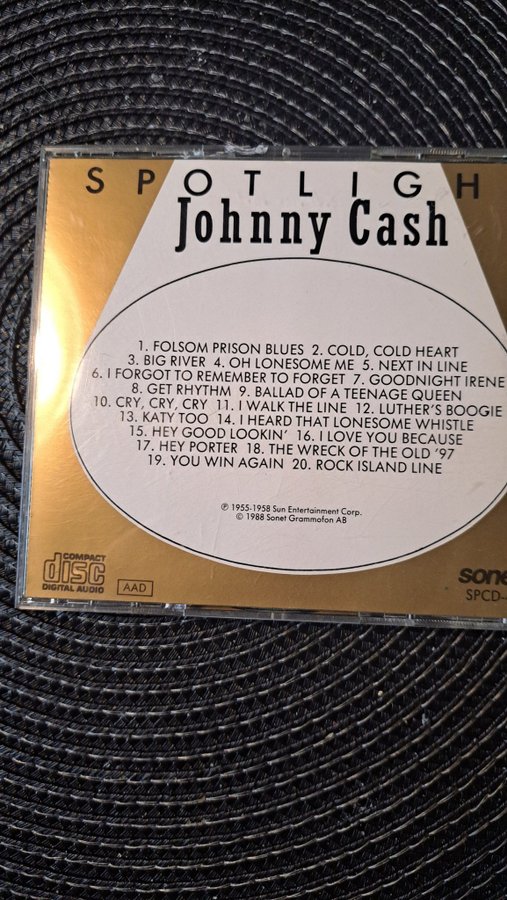 SPOTLIGH
Johnny Cash
1. FOLSOM PRISON BLUES 2. COLD, COLD HEART
3. BIG RIVER 4. OH LONESOME ME 5. NEXT IN LINE
6. I FORGOT TO REMEMBER TO FORGET 7. GOODNIGHT IRENE
8. GET RHYTHM 9. BALLAD OF A TEENAGE QUEEN
10. CRY, CRY, CRY 11. I WALK THE LINE 12. LUTHER'S BOOGIE
13. KATY TOO 14. I HEARD THAT LONESOME WHISTLE
15. HEY GOOD LOOKIN' 16. I LOVE YOU BECAUSE
17. HEY PORTER 18. THE WRECK OF THE OLD '97
19. YOU WIN AGAIN 20. ROCK ISLAND LINE
℗ 1955-1958 Sun Entertainment Corp.
© 1988 Sonet Grammofon AB
COMPACT
disc
DIGITAL AUDIO
AAD
sone
SPCD-